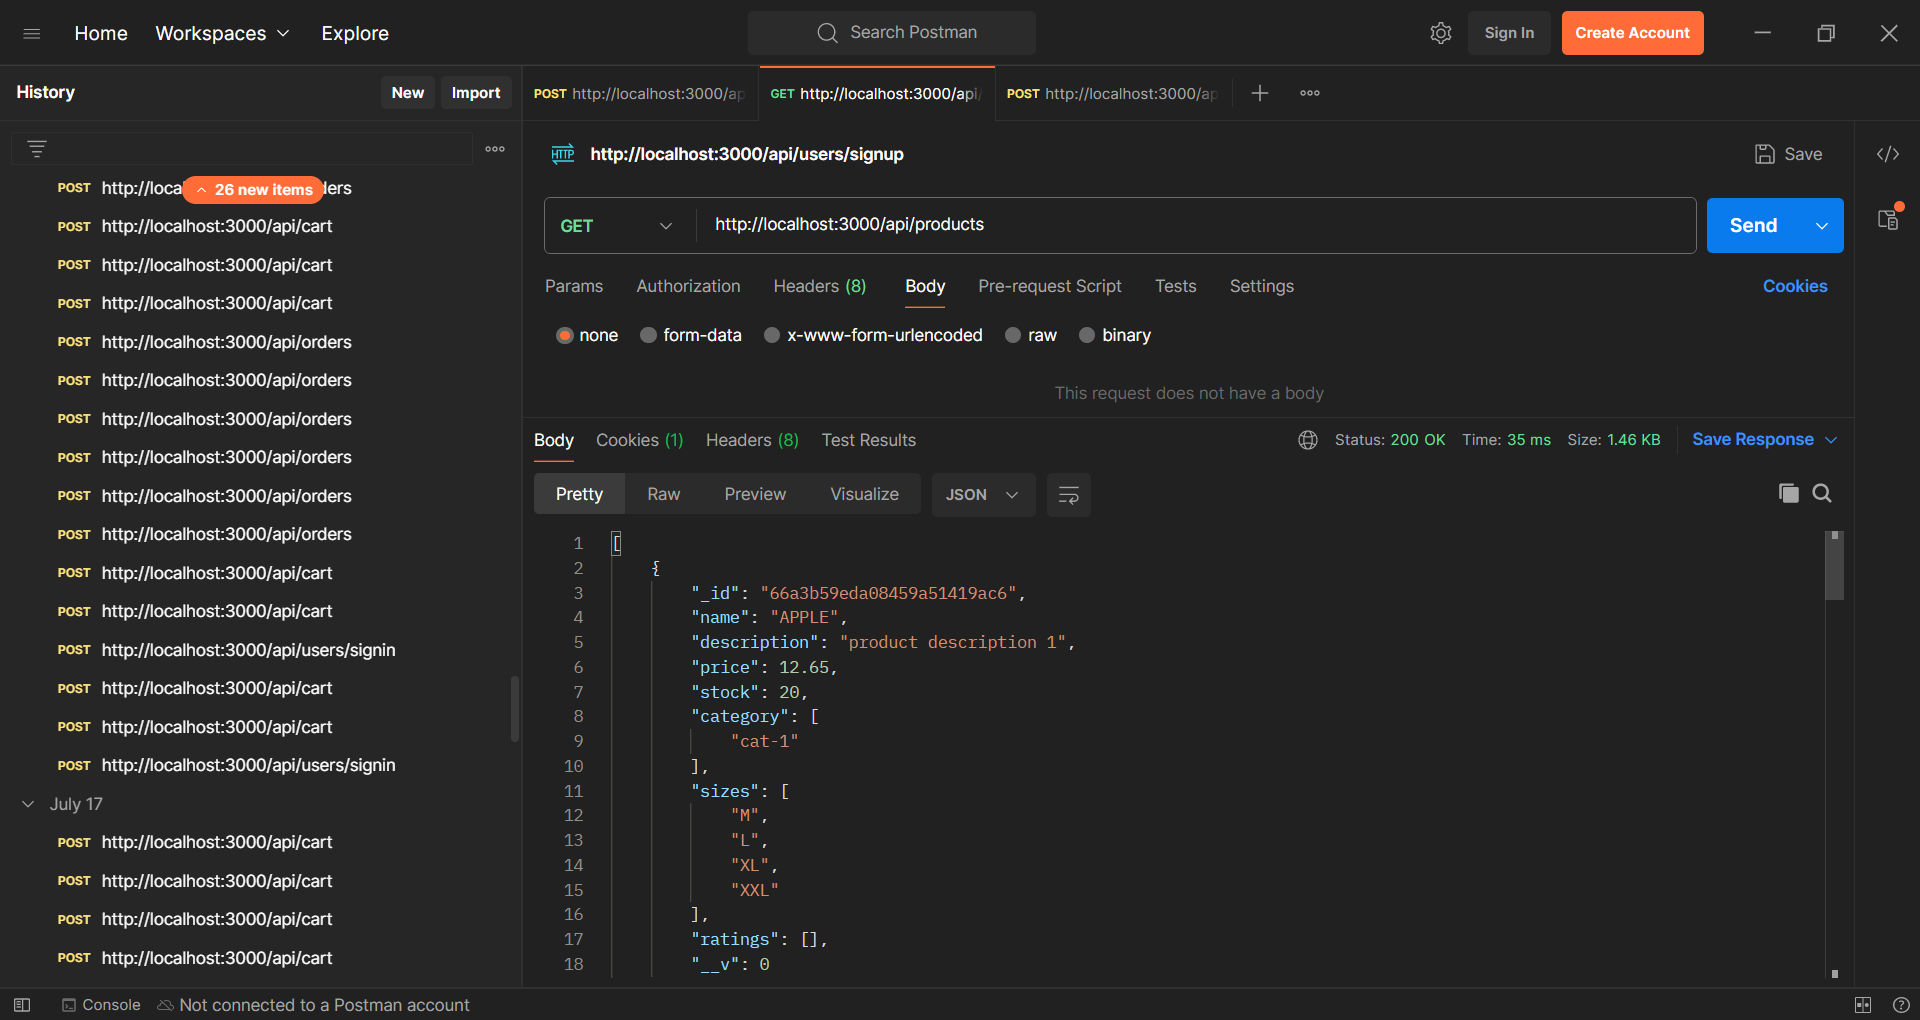 Home Workspaces Explore Search Postman Sign In Create Account
History New Import
POST http://localhost:3000/ap GET http://localhost:3000/api/ POST http://localhost:3000/ap
http://localhost:3000/api/users/signup Save
GET http://localhost:3000/api/products Send
Params Authorization Headers (8) Body Pre-request Script Tests Settings Cookies
none form-data x-www-form-urlencoded raw binary
This request does not have a body
Body Cookies (1) Headers (8) Test Results Status: 200 OK Time: 35 ms Size: 1.46 KB Save Response
Pretty Raw Preview Visualize JSON
1 [
2 {
3 "_id": "66a3b59eda08459a51419ac6",
4 "name": "APPLE",
5 "description": "product description 1",
6 "price": 12.65,
7 "stock": 20,
8 "category": [
9 "cat-1"
10 ],
11 "sizes": [
12 "M",
13 "L",
14 "XL",
15 "XXL"
16 ],
17 "ratings": [],
18 "__v": 0
26 new items
POST http://loca ders
POST http://localhost:3000/api/cart
POST http://localhost:3000/api/cart
POST http://localhost:3000/api/cart
POST http://localhost:3000/api/orders
POST http://localhost:3000/api/orders
POST http://localhost:3000/api/orders
POST http://localhost:3000/api/orders
POST http://localhost:3000/api/orders
POST http://localhost:3000/api/orders
POST http://localhost:3000/api/cart
POST http://localhost:3000/api/cart
POST http://localhost:3000/api/users/signin
POST http://localhost:3000/api/cart
POST http://localhost:3000/api/cart
POST http://localhost:3000/api/users/signin
July 17
POST http://localhost:3000/api/cart
POST http://localhost:3000/api/cart
POST http://localhost:3000/api/cart
POST http://localhost:3000/api/cart
Console Not connected to a Postman account